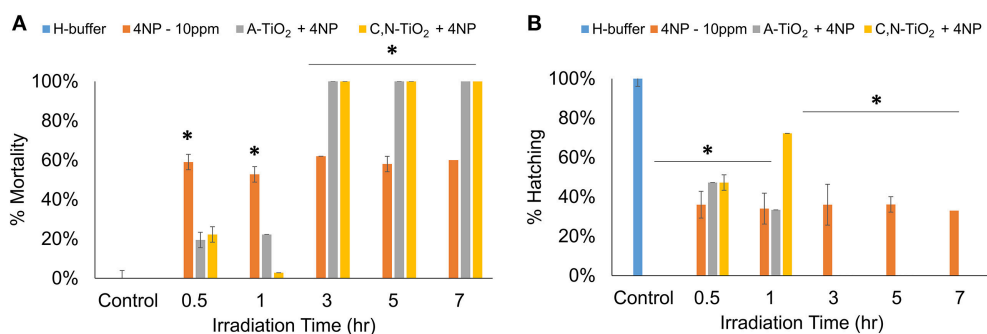 A
H-buffer 4NP - 10ppm A-TiO₂ + 4NP C,N-TiO₂ + 4NP
*
100%
80%
60%
40%
20%
0%
* *
% Mortality
Control 0.5 1 3 5 7
Irradiation Time (hr)
B
H-buffer 4NP - 10ppm A-TiO₂ + 4NP C,N-TiO₂ + 4NP
100%
80%
60%
40%
20%
0%
* *
% Hatching
Control 0.5 1 3 5 7
Irradiation Time (hr)